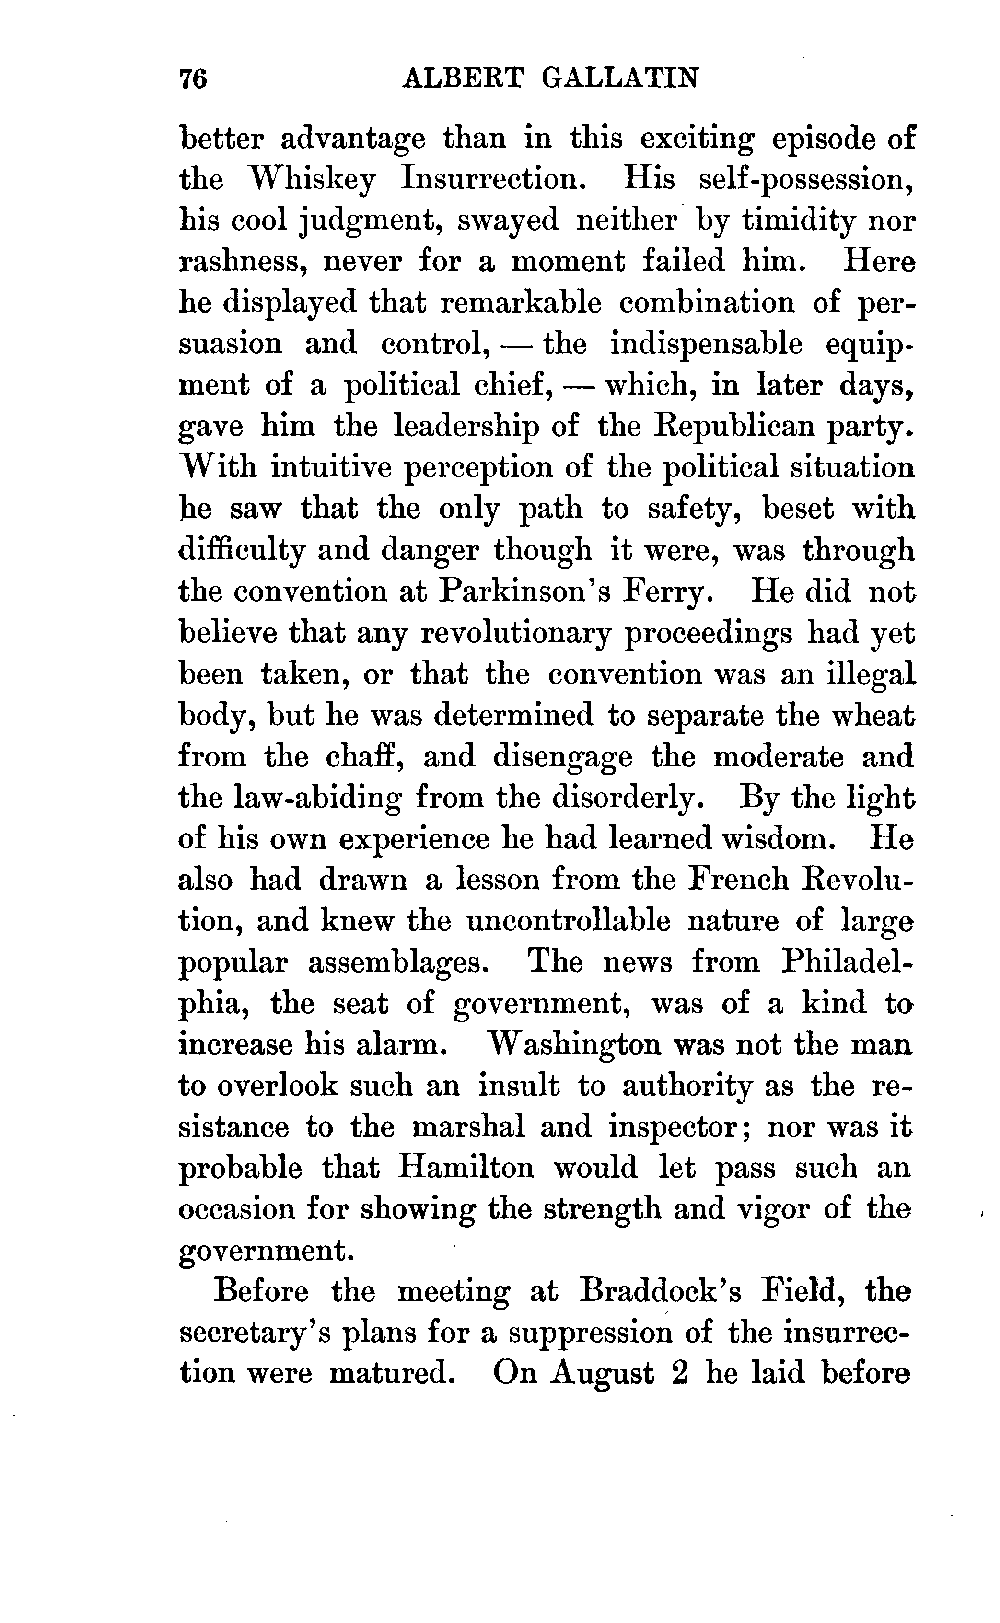 76 ALBERT GALLATIN
better advantage than in this exciting episode of
the Whiskey Insurrection. His self-possession,
his cool judgment, swayed neither by timidity nor
rashness, never for a moment failed him. Here
he displayed that remarkable combination of per-
suasion and control, — the indispensable equip-
ment of a political chief, — which, in later days,
gave him the leadership of the Republican party.
With intuitive perception of the political situation
he saw that the only path to safety, beset with
difficulty and danger though it were, was through
the convention at Parkinson's Ferry. He did not
believe that any revolutionary proceedings had yet
been taken, or that the convention was an illegal
body, but he was determined to separate the wheat
from the chaff, and disengage the moderate and
the law-abiding from the disorderly. By the light
of his own experience he had learned wisdom. He
also had drawn a lesson from the French Revolu-
tion, and knew the uncontrollable nature of large
popular assemblages. The news from Philadel-
phia, the seat of government, was of a kind to
increase his alarm. Washington was not the man
to overlook such an insult to authority as the re-
sistance to the marshal and inspector; nor was it
probable that Hamilton would let pass such an
occasion for showing the strength and vigor of the
government.
Before the meeting at Braddock's Field, the
secretary's plans for a suppression of the insurrec-
tion were matured. On August 2 he laid before